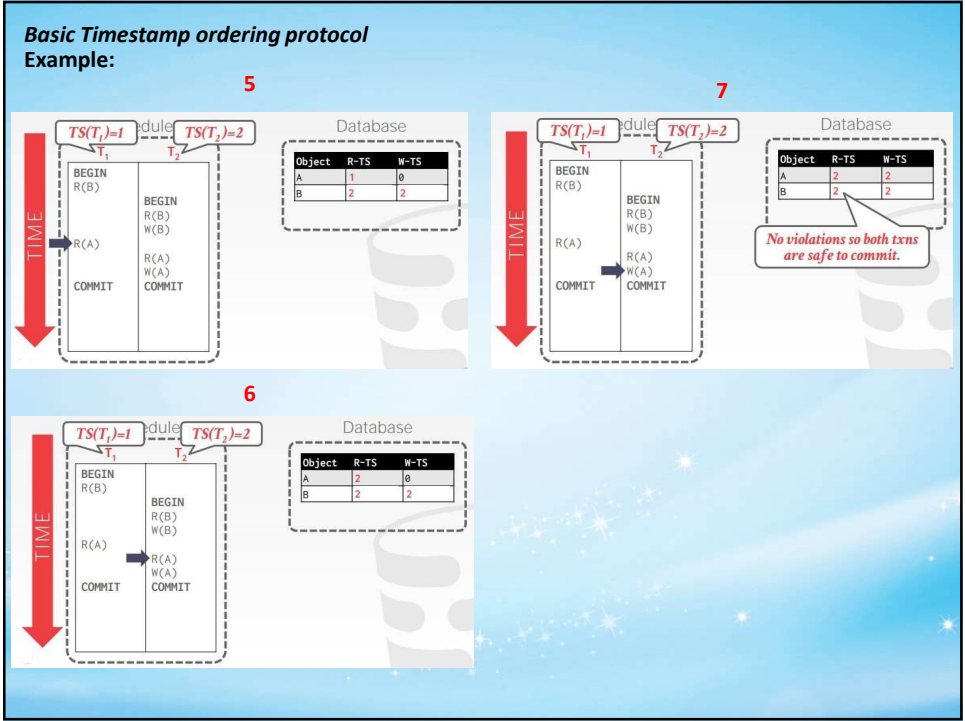 Basic Timestamp ordering protocol
Example:
5
TS(T1)=1
edule
TS(T2)=2
Database
T1
T2
TIME
BEGIN
R(B)
BEGIN
R(B)
W(B)
R(A)
R(A)
W(A)
COMMIT
COMMIT
Object R-TS W-TS
A 1 0
B 2 2
7
TS(T1)=1
edule
TS(T2)=2
Database
T1
T2
TIME
BEGIN
R(B)
BEGIN
R(B)
W(B)
R(A)
R(A)
W(A)
COMMIT
COMMIT
Object R-TS W-TS
A 2 2
B 2 2
No violations so both txns
are safe to commit.
6
TS(T1)=1
edule
TS(T2)=2
Database
T1
T2
TIME
BEGIN
R(B)
BEGIN
R(B)
W(B)
R(A)
R(A)
W(A)
COMMIT
COMMIT
Object R-TS W-TS
A 2 0
B 2 2